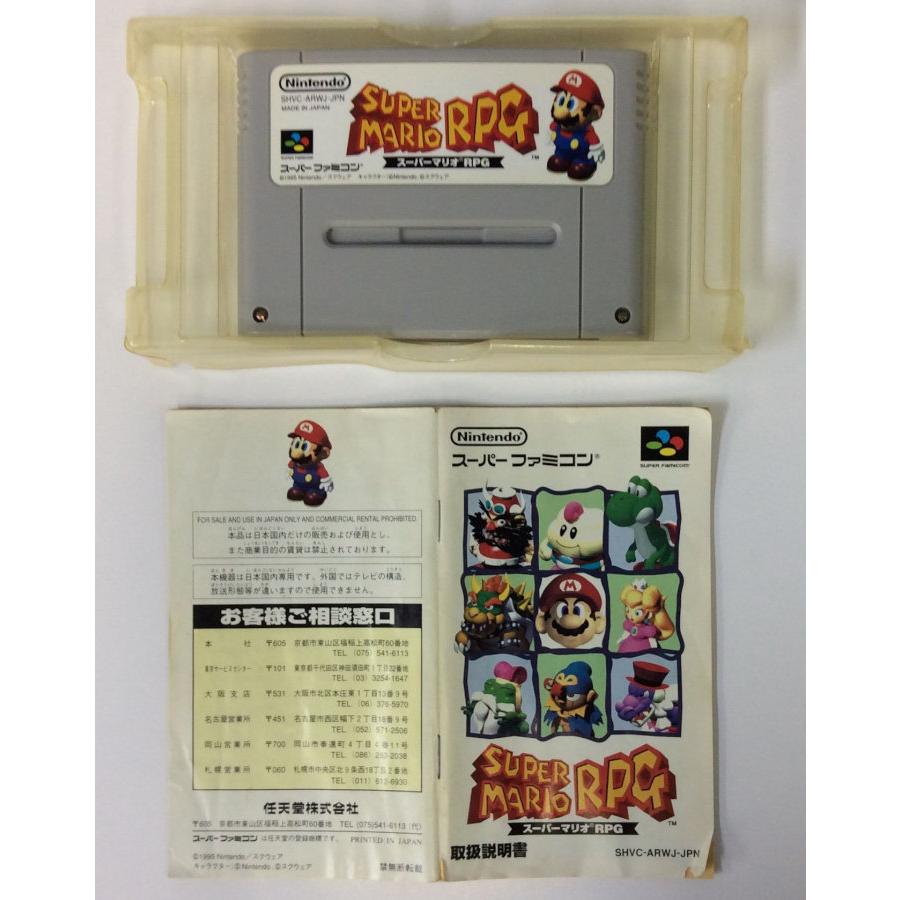 Nintendo
SHVC-ARWJ-JPN
MADE IN JAPAN
SUPER MARIO RPG
™
スーパーマリオ® RPG
SUPER FAMICOM
スーパーファミコン®
©1995 Nintendo／スクウェア キャラクター:©Nintendo, ©スクウェア
FOR SALE AND USE IN JAPAN ONLY AND COMMERCIAL RENTAL PROHIBITED.
本品は日本国内だけの販売および使用とし、
また商業目的の賃貸は禁止されております。
本機器は日本国内専用です。外国ではテレビの構造、
放送形態等が違いますので使用できません。
お客様ご相談窓口
本社 〒605 京都市東山区福稲上高松町60番地
TEL (075)541-6113
東京サービスセンター 〒101 東京都千代田区神田須田町1丁目22番地
TEL (03)3254-1647
大阪支店 〒531 大阪市北区本庄東1丁目13番9号
TEL (06)376-5970
名古屋営業所 〒451 名古屋市西区幅下2丁目18番9号
TEL (052)571-2506
岡山営業所 〒700 岡山市奉還町4丁目4番11号
TEL (086)252-2038
札幌営業所 〒060 札幌市中央区北9条西18丁目2番地
TEL (011)612-6930
任天堂株式会社
〒605 京都市東山区福稲上高松町60番地 TEL (075)541-6113 (代)
スーパーファミコンは任天堂の登録商標です。 PRINTED IN JAPAN
©1995 Nintendo／スクウェア
キャラクター:©Nintendo, ©スクウェア
禁無断転載
Nintendo
スーパーファミコン®
SUPER FAMICOM
SUPER MARIO RPG
™
スーパーマリオ® RPG
取扱説明書
SHVC-ARWJ-JPN